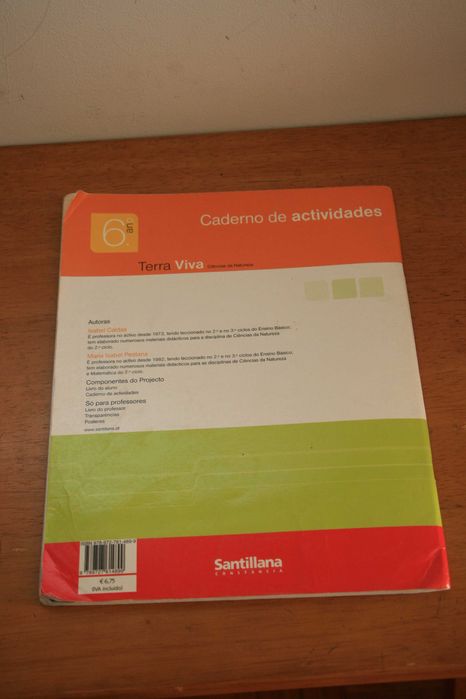 6.º ano
Caderno de actividades
Terra Viva Ciências da Natureza
Autoras
Isabel Caldas
É professora no activo desde 1973, tendo leccionado no 2.º e no 3.º ciclos do Ensino Básico;
tem elaborado numerosos materiais didácticos para a disciplina de Ciências da Natureza
do 2.º ciclo.
Maria Isabel Pestana
É professora no activo desde 1992, tendo leccionado no 2.º e no 3.º ciclos do Ensino Básico;
tem elaborado numerosos materiais didácticos para as disciplinas de Ciências da Natureza
e Matemática do 2.º ciclo.
Componentes do Projecto
Livro do aluno
Caderno de actividades
Só para professores
Livro do professor
Transparências
Posteres
www.santillana.pt
€ 6,75
(IVA incluído)
Santillana
CONSTÂNCIA